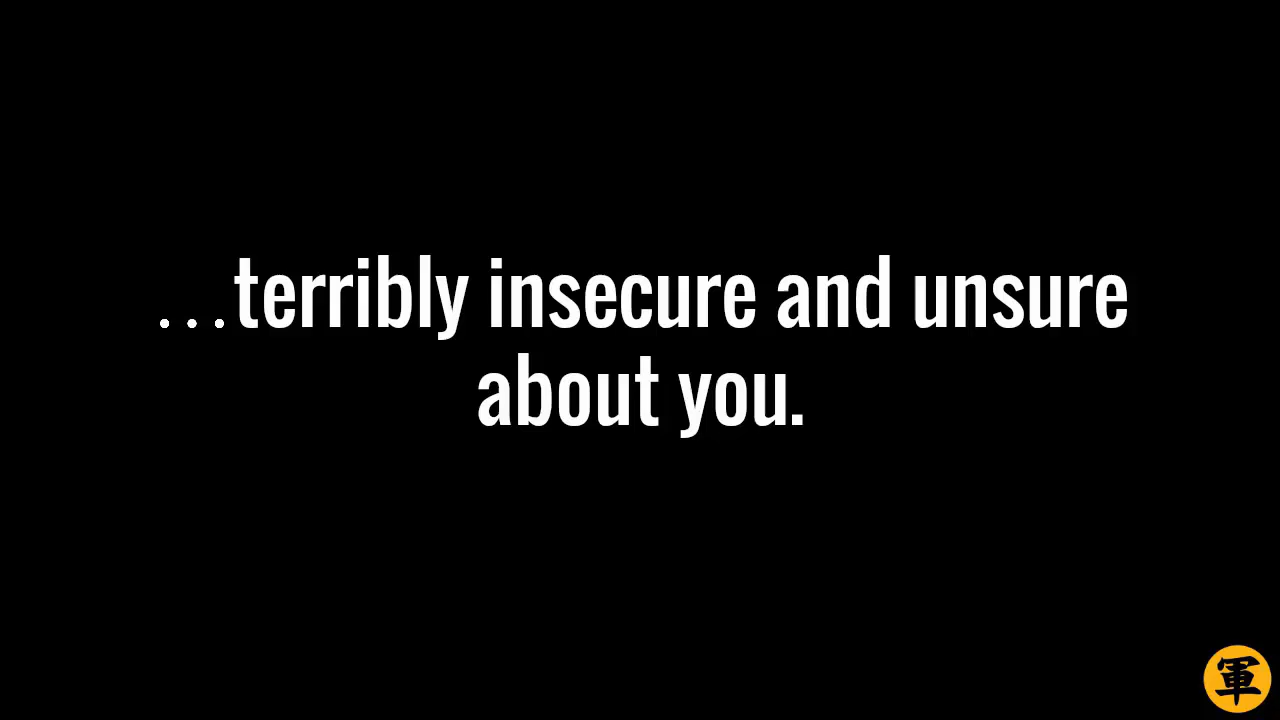 …terribly insecure and unsure
about you.
軍